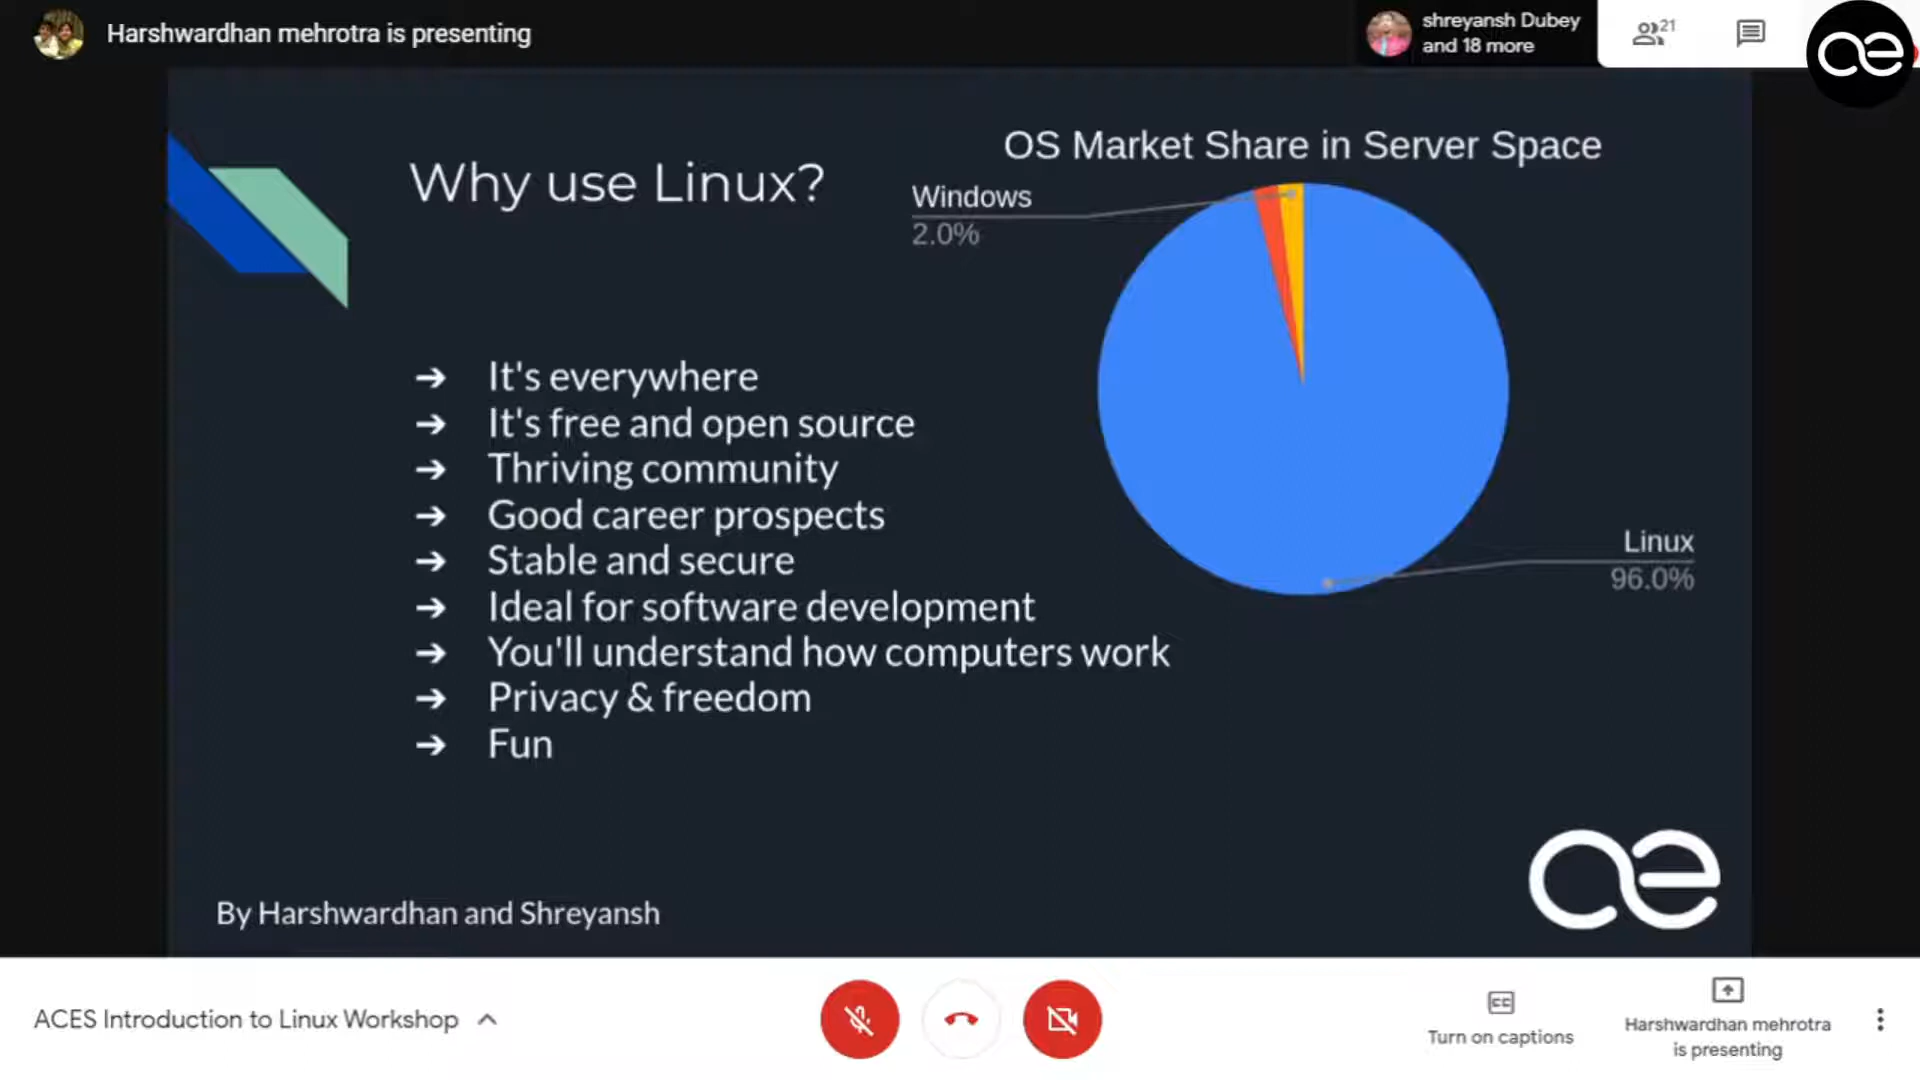 Harshwardhan mehrotra is presenting
shreyansh Dubey
and 18 more
21
Why use Linux?
OS Market Share in Server Space
Windows
2.0%
Linux
96.0%
➔ It's everywhere
➔ It's free and open source
➔ Thriving community
➔ Good career prospects
➔ Stable and secure
➔ Ideal for software development
➔ You'll understand how computers work
➔ Privacy & freedom
➔ Fun
By Harshwardhan and Shreyansh
ACES Introduction to Linux Workshop
CC
Turn on captions
Harshwardhan mehrotra
is presenting